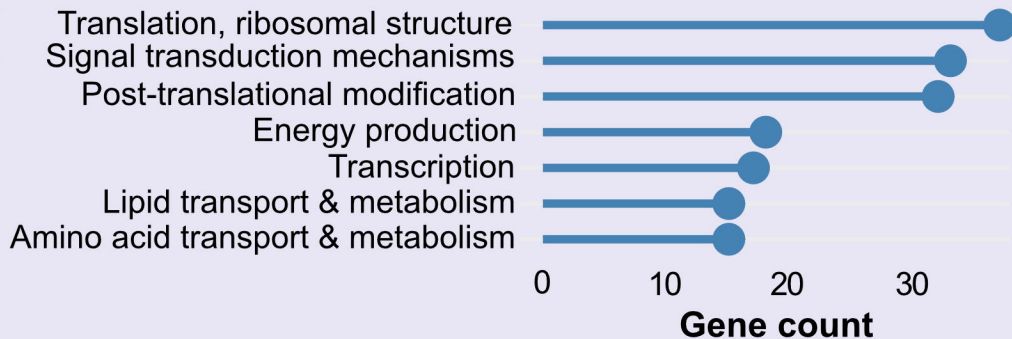 Translation, ribosomal structure
Signal transduction mechanisms
Post-translational modification
Energy production
Transcription
Lipid transport & metabolism
Amino acid transport & metabolism
0 10 20 30
Gene count